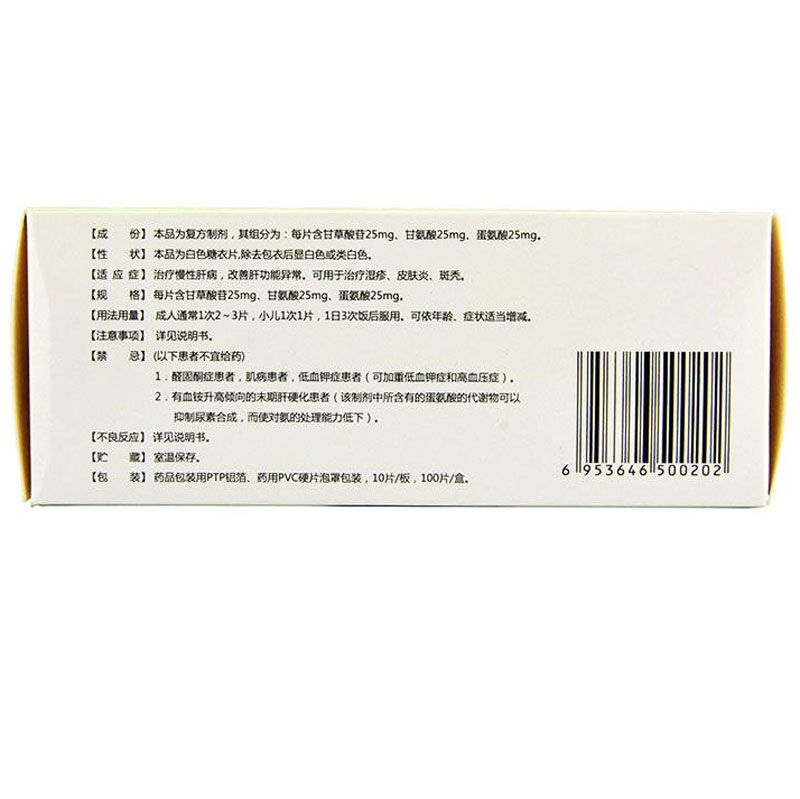 【成　份】本品为复方制剂，其组分为：每片含甘草酸苷25mg、甘氨酸25mg、蛋氨酸25mg。
【性　状】本品为白色糖衣片,除去包衣后显白色或类白色。
【适应症】治疗慢性肝病，改善肝功能异常。可用于治疗湿疹、皮肤炎、斑秃。
【规　格】每片含甘草酸苷25mg、甘氨酸25mg、蛋氨酸25mg。
【用法用量】成人通常1次2～3片，小儿1次1片，1日3次饭后服用。可依年龄、症状适当增减。
【注意事项】详见说明书。
【禁　忌】(以下患者不宜给药)
1．醛固酮症患者，肌病患者，低血钾症患者（可加重低血钾症和高血压症）。
2．有血铵升高倾向的末期肝硬化患者（该制剂中所含有的蛋氨酸的代谢物可以
抑制尿素合成，而使对氨的处理能力低下）。
【不良反应】详见说明书。
【贮　藏】室温保存。
【包　装】药品包装用PTP铝箔、药用PVC硬片泡罩包装，10片/板，100片/盒。
6 953646 500202